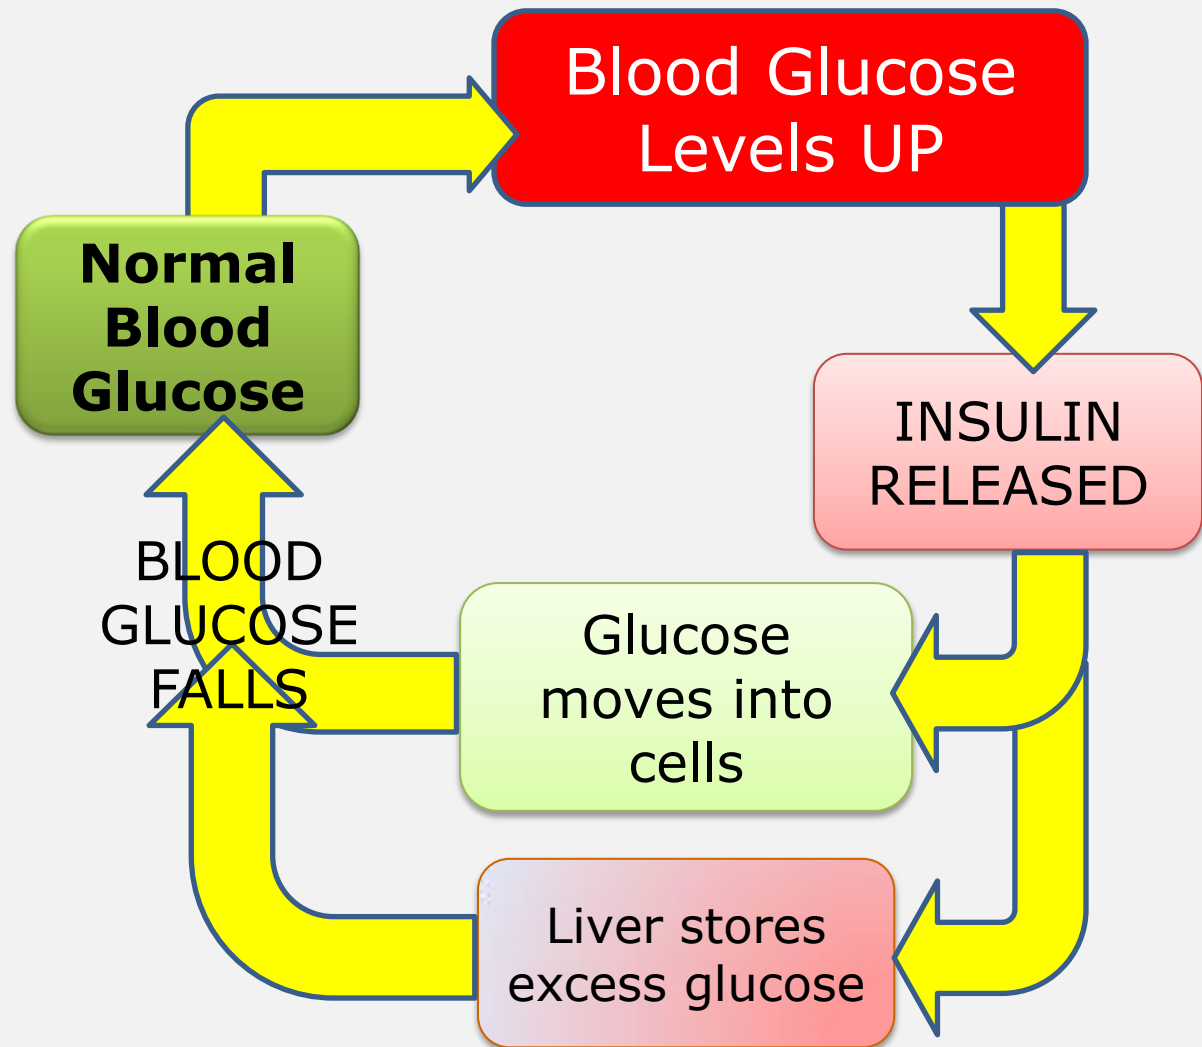 Blood Glucose
Levels UP
Normal
Blood
Glucose
INSULIN
RELEASED
BLOOD
GLUCOSE
FALLS
Glucose
moves into
cells
Liver stores
excess glucose